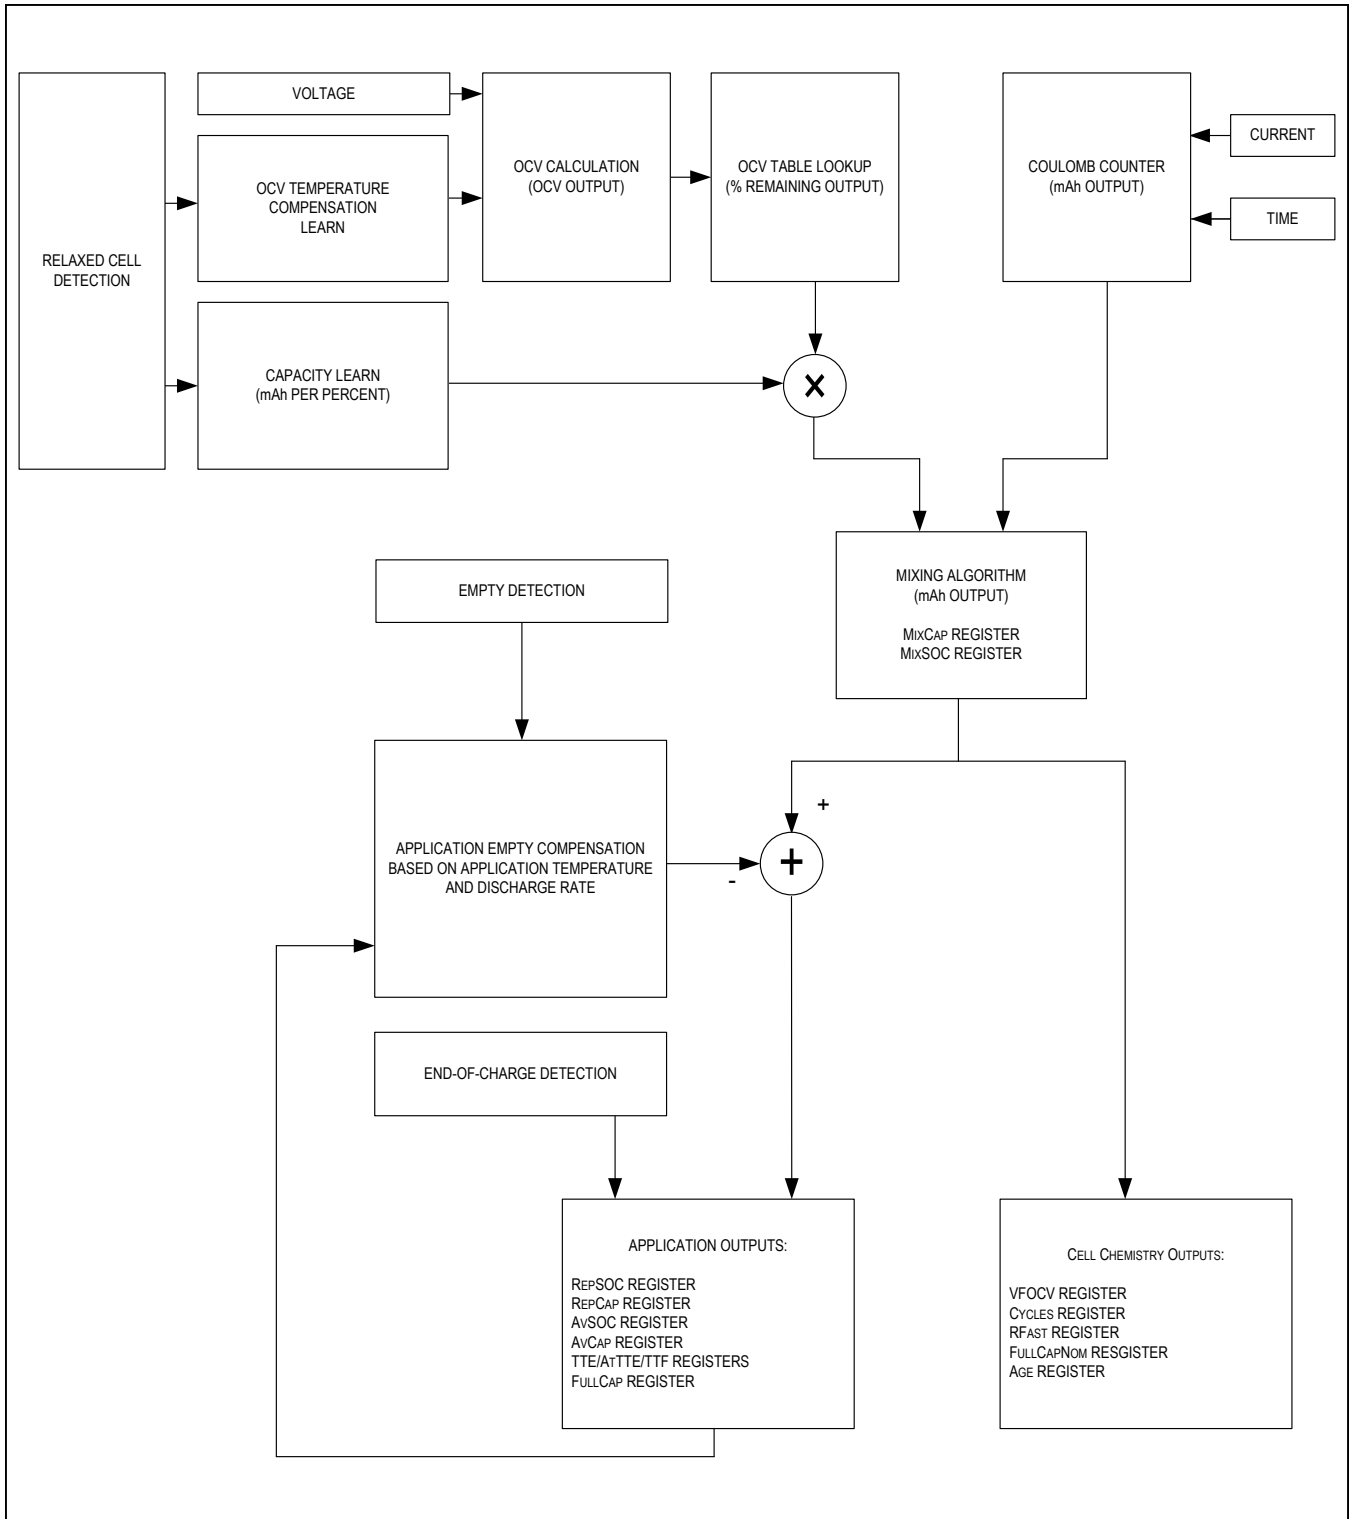 VOLTAGE
OCV TEMPERATURE
COMPENSATION
LEARN
OCV CALCULATION
(OCV OUTPUT)
OCV TABLE LOOKUP
(% REMAINING OUTPUT)
COULOMB COUNTER
(mAh OUTPUT)
CURRENT
TIME
RELAXED CELL
DETECTION
CAPACITY LEARN
(mAh PER PERCENT)
×
MIXING ALGORITHM
(mAh OUTPUT)
MIXCAP REGISTER
MIXSOC REGISTER
EMPTY DETECTION
APPLICATION EMPTY COMPENSATION
BASED ON APPLICATION TEMPERATURE
AND DISCHARGE RATE
+
+
-
END-OF-CHARGE DETECTION
APPLICATION OUTPUTS:
REPSOC REGISTER
REPCAP REGISTER
AVSOC REGISTER
AVCAP REGISTER
TTE/ATTTE/TTF REGISTERS
FULLCAP REGISTER
CELL CHEMISTRY OUTPUTS:
VFOCV REGISTER
CYCLES REGISTER
RFAST REGISTER
FULLCAPNOM RESGISTER
AGE REGISTER